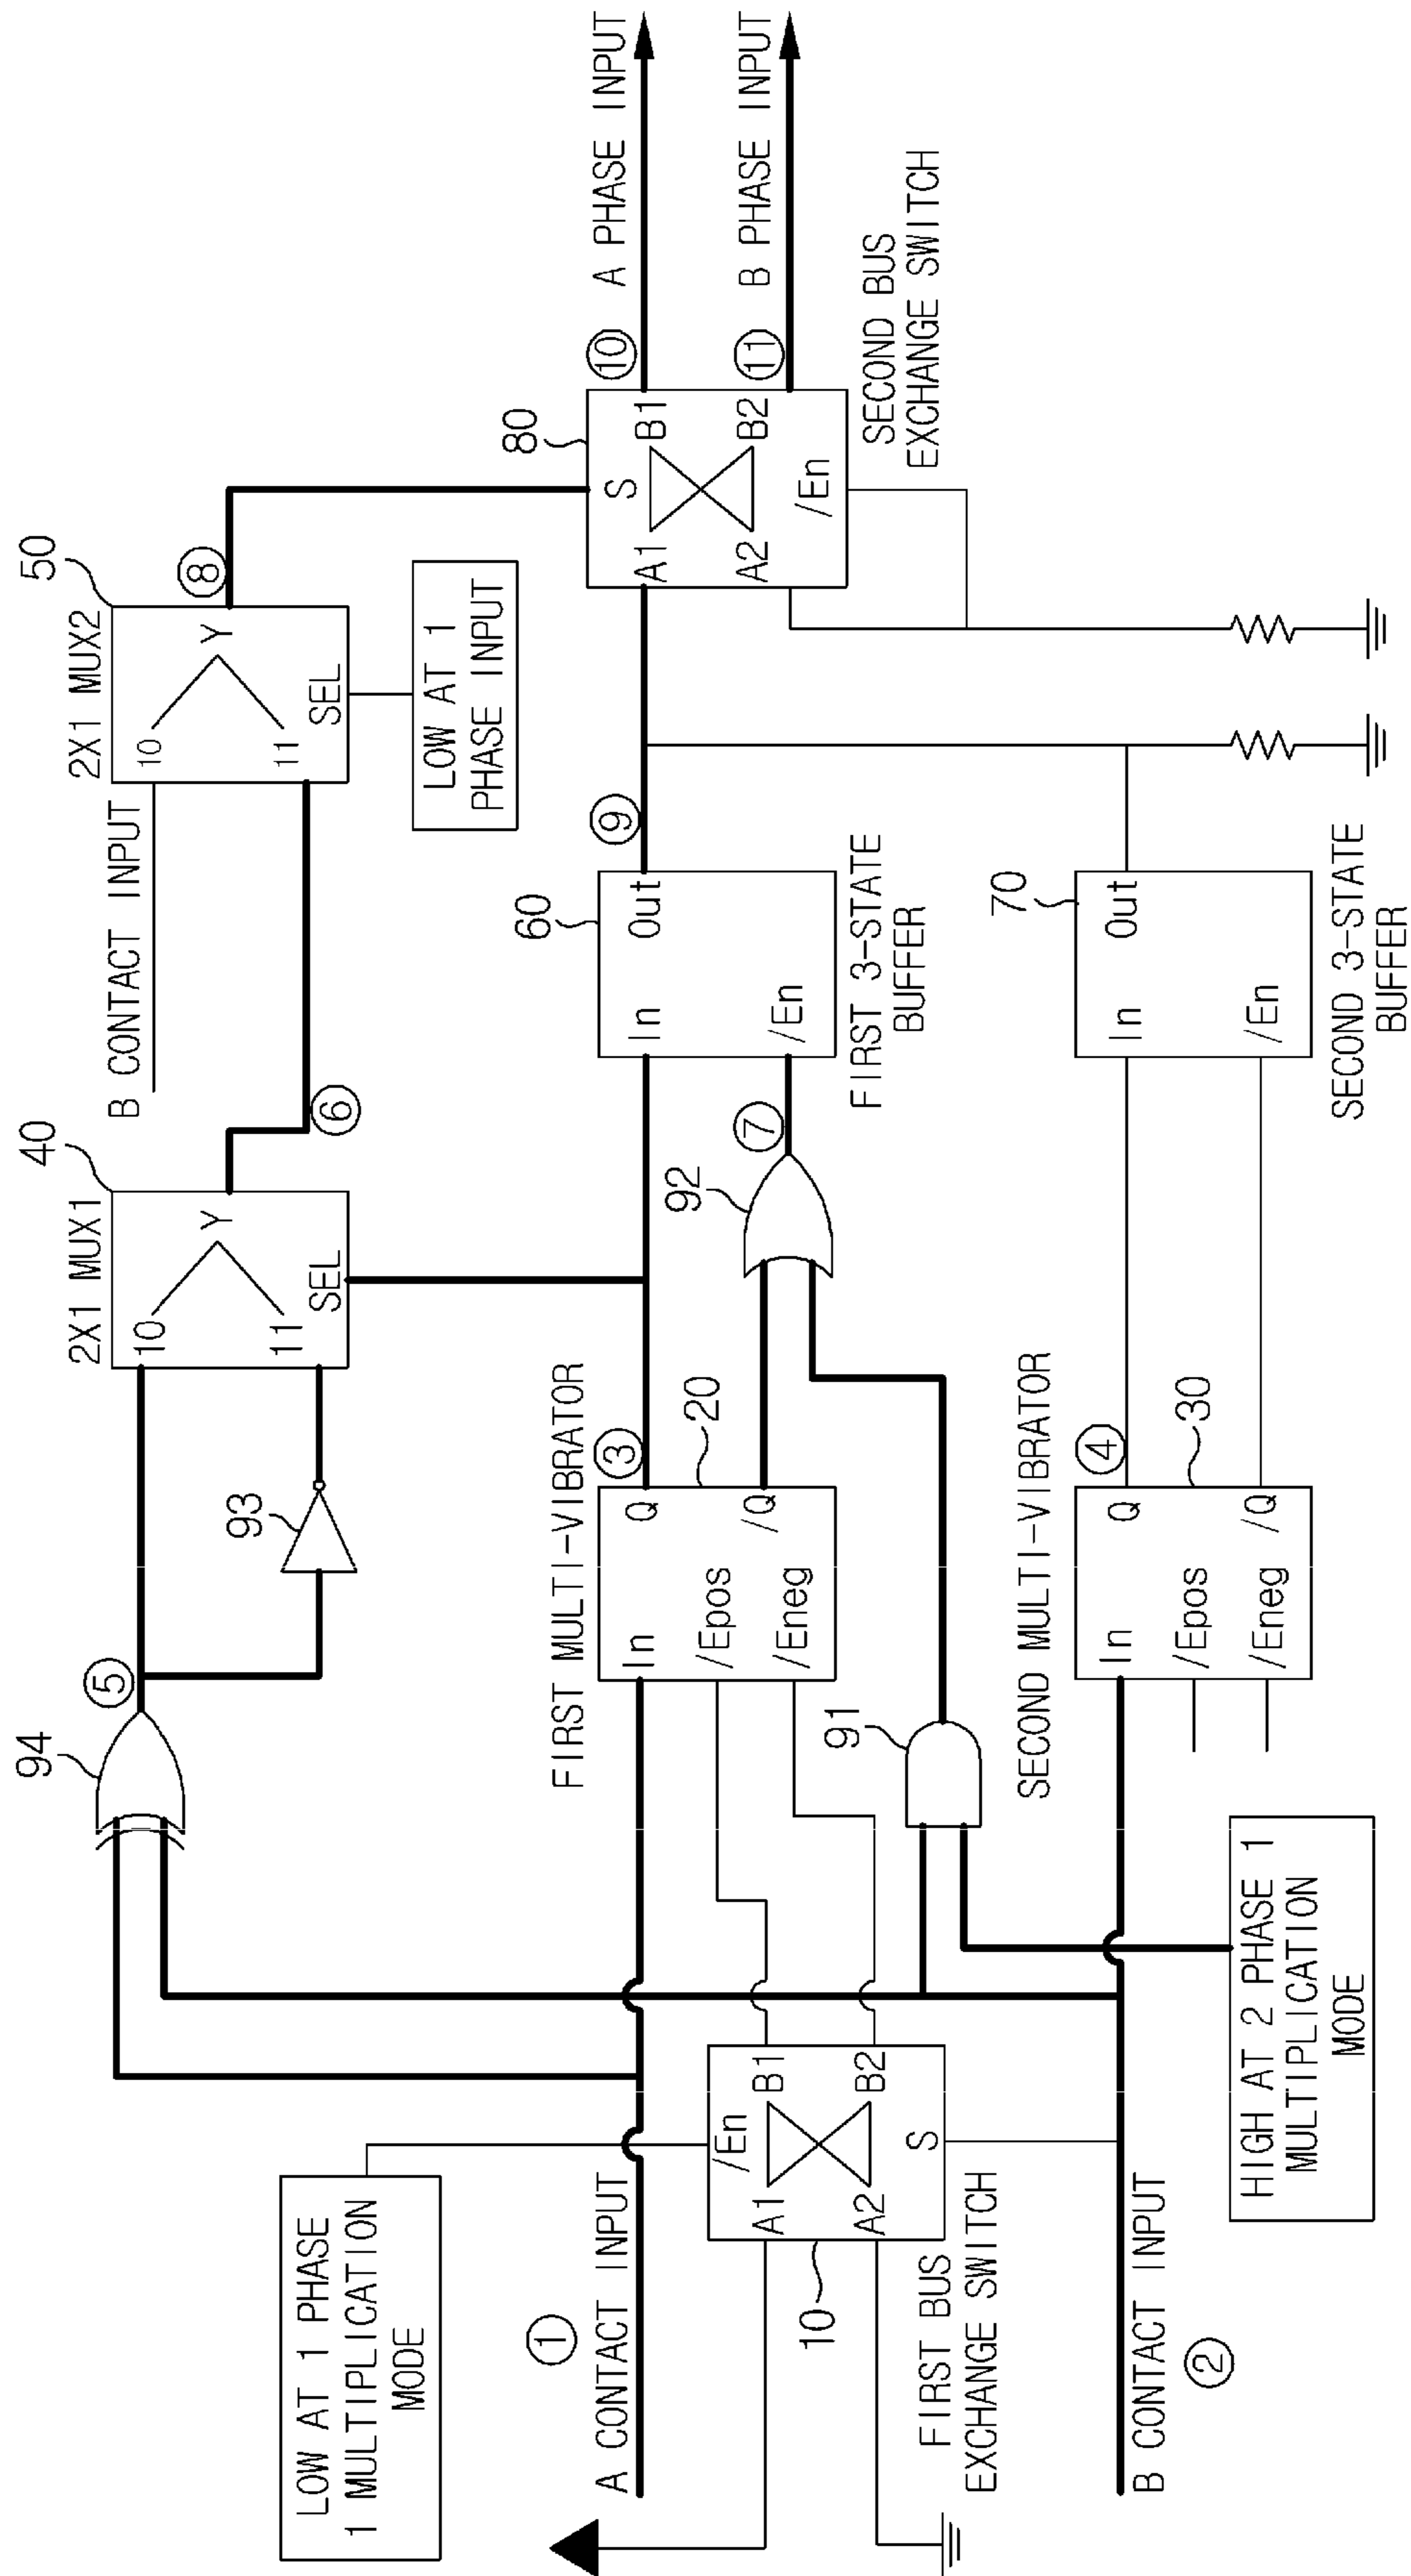 LOW AT 1 PHASE
1 MULTIPLICATION
MODE
94
⑤
93
2X1 MUX1
40
10
11
Y
SEL
⑥
B CONTACT INPUT
2X1 MUX2
50
10
11
Y
SEL
⑧
LOW AT 1
PHASE INPUT
①
A CONTACT INPUT
/En
A1
B1
A2
B2
S
10
FIRST BUS
EXCHANGE SWITCH
FIRST MULTI-VIBRATOR
In
Q
/Epos
/Eneg
/Q
20
③
91
92
⑦
60
In
Out
/En
FIRST 3-STATE
BUFFER
⑨
80
S
A1
B1
A2
B2
/En
SECOND BUS
EXCHANGE SWITCH
⑩
A PHASE INPUT
⑪
B PHASE INPUT
B CONTACT INPUT
②
HIGH AT 2 PHASE 1
MULTIPLICATION
MODE
SECOND MULTI-VIBRATOR
In
Q
/Epos
/Eneg
/Q
30
④
70
In
Out
/En
SECOND 3-STATE
BUFFER